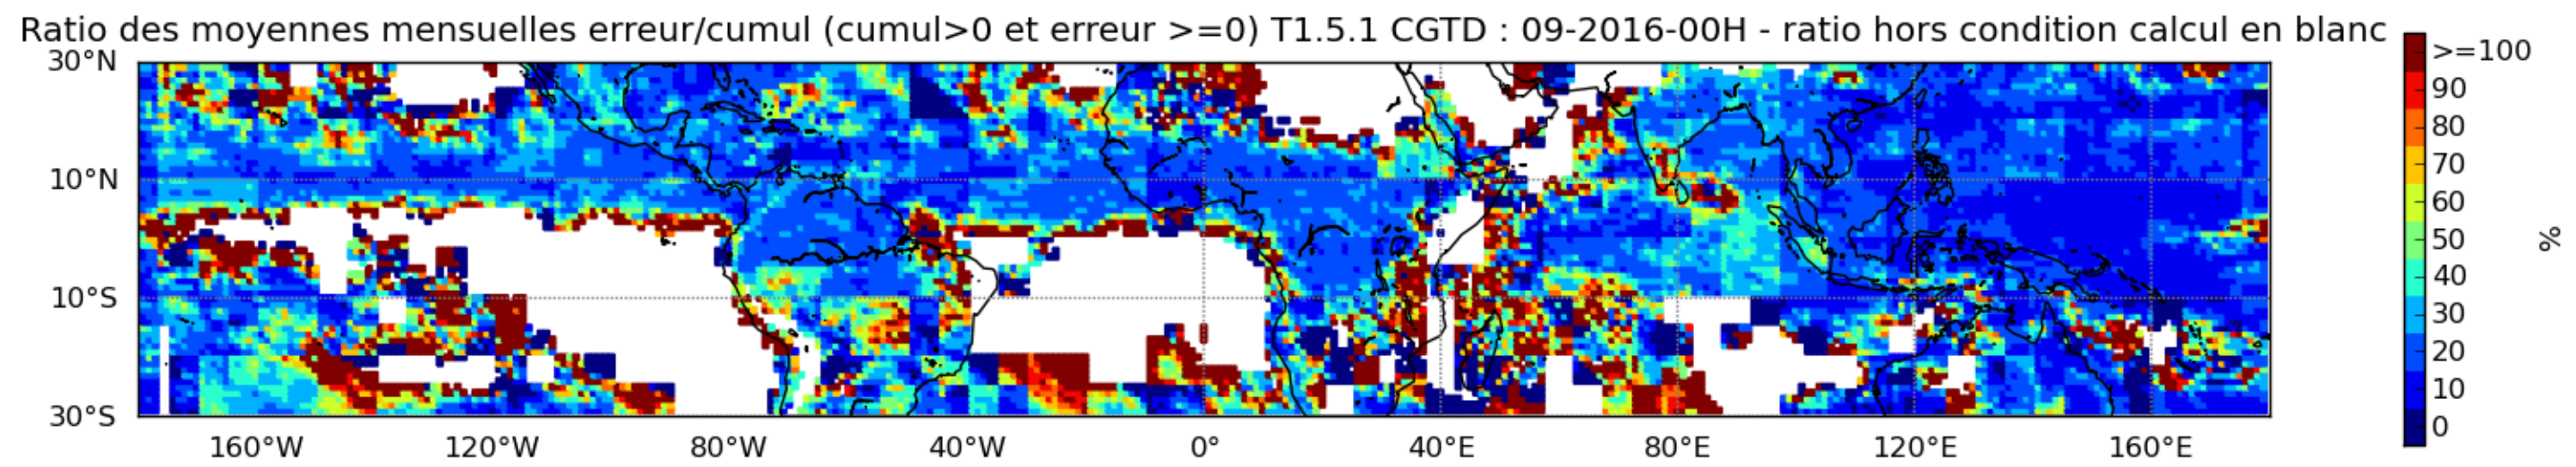 Ratio des moyennes mensuelles erreur/cumul (cumul>0 et erreur >=0) T1.5.1 CGTD : 09-2016-00H - ratio hors condition calcul en blanc
30°N
10°N
10°S
30°S
160°W 120°W 80°W 40°W 0° 40°E 80°E 120°E 160°E
>=100
90
80
70
60
50
40
30
20
10
0
%